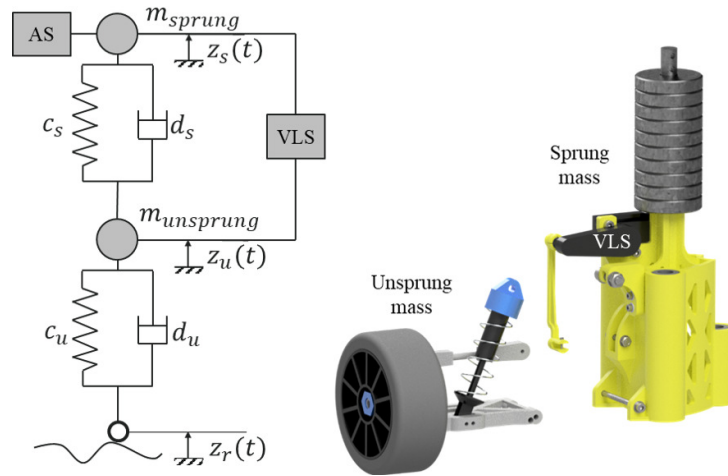 AS
m_sprung
z_s(t)
c_s
d_s
VLS
m_unsprung
z_u(t)
c_u
d_u
z_r(t)
Unsprung
mass
Sprung
mass
VLS